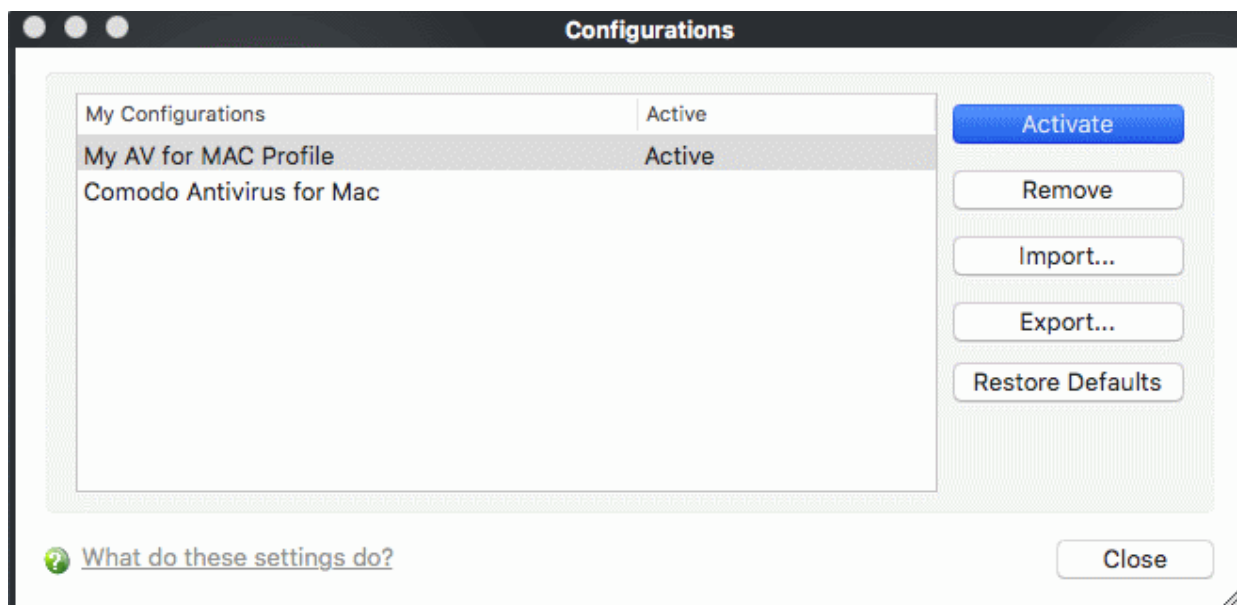 Configurations
My Configurations Active
My AV for MAC Profile Active
Comodo Antivirus for Mac
Activate
Remove
Import...
Export...
Restore Defaults
What do these settings do?
Close